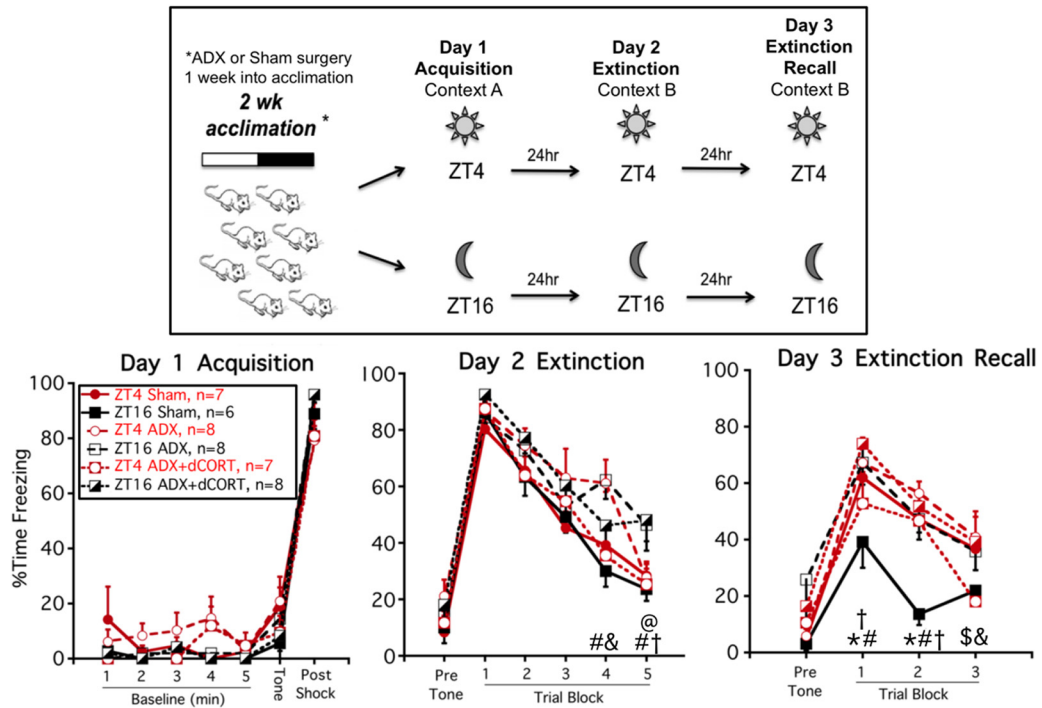 *ADX or Sham surgery
1 week into acclimation
2 wk
acclimation *
Day 1
Acquisition
Context A
Day 2
Extinction
Context B
Day 3
Extinction
Recall
Context B
ZT4
24hr
ZT4
24hr
ZT4
ZT16
24hr
ZT16
24hr
ZT16
Day 1 Acquisition
%Time Freezing
100
80
60
40
20
0
ZT4 Sham, n=7
ZT16 Sham, n=6
ZT4 ADX, n=8
ZT16 ADX, n=8
ZT4 ADX+dCORT, n=7
ZT16 ADX+dCORT, n=8
1 2 3 4 5
Baseline (min)
Tone
Post
Shock
Day 2 Extinction
100
80
60
40
20
0
@
#& #†
Pre
Tone
1 2 3 4 5
Trial Block
Day 3 Extinction Recall
100
80
60
40
20
0
†
*# *#† $&
Pre
Tone
1 2 3
Trial Block